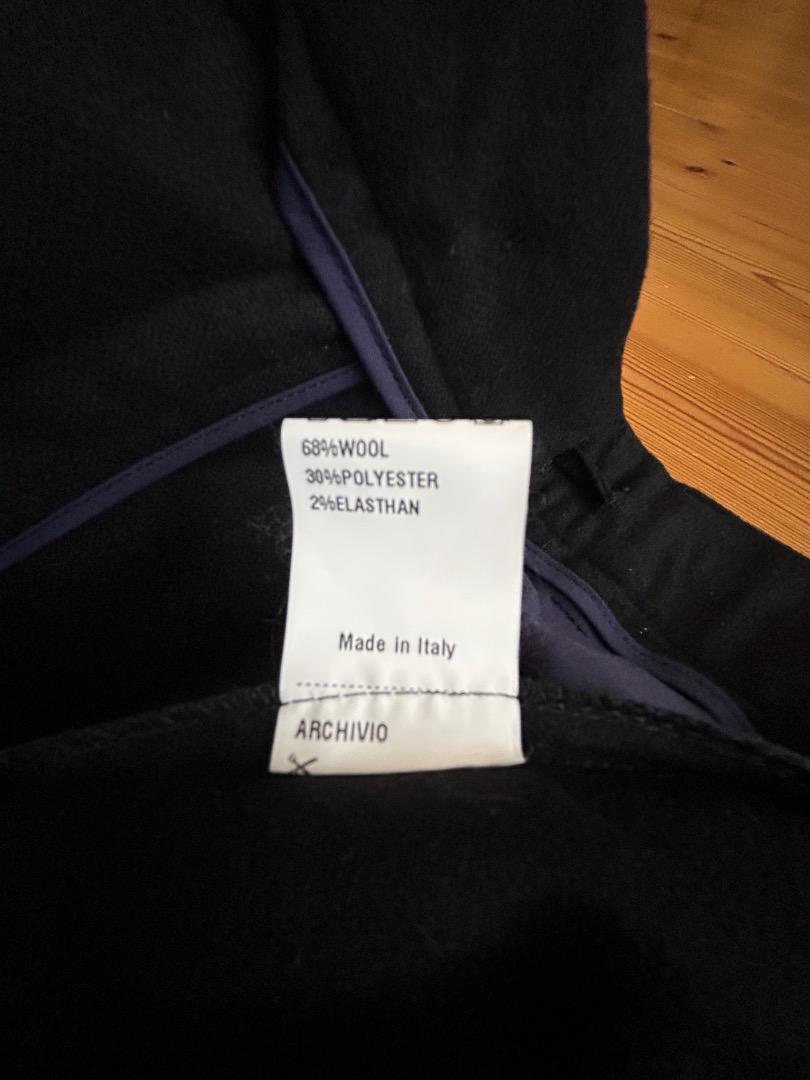 68%WOOL
30%POLYESTER
2%ELASTHAN
Made in Italy
ARCHIVIO